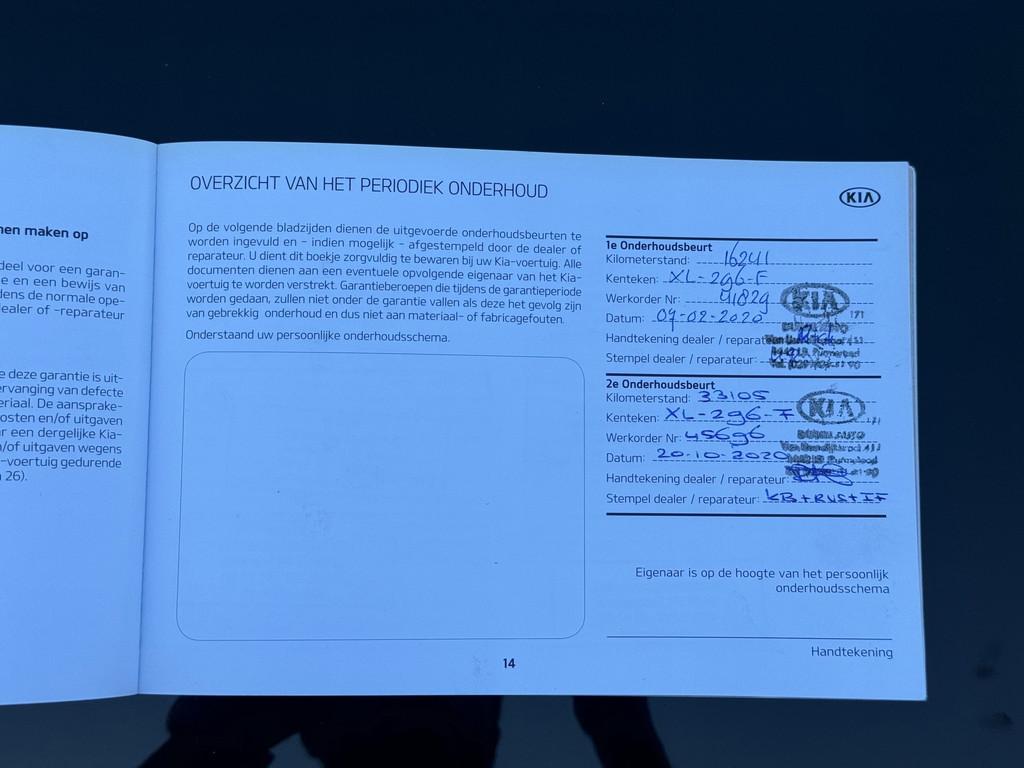 nen maken op
deel voor een garan-
e en een bewijs van
dens de normale ope-
ealer of -reparateur
e deze garantie is uit-
ervanging van defecte
eriaal. De aansprake-
osten en/of uitgaven
r een dergelijke Kia-
n/of uitgaven wegens
-voertuig gedurende
26).
OVERZICHT VAN HET PERIODIEK ONDERHOUD
Op de volgende bladzijden dienen de uitgevoerde onderhoudsbeurten te
worden ingevuld en - indien mogelijk - afgestempeld door de dealer of
reparateur. U dient dit boekje zorgvuldig te bewaren bij uw Kia-voertuig. Alle
documenten dienen aan een eventuele opvolgende eigenaar van het Kia-
voertuig te worden verstrekt. Garantieberoepen die tijdens de garantieperiode
worden gedaan, zullen niet onder de garantie vallen als deze het gevolg zijn
van gebrekkig onderhoud en dus niet aan materiaal- of fabricagefouten.
Onderstaand uw persoonlijke onderhoudsschema.
KIA
1e Onderhoudsbeurt
Kilometerstand: 16241
Kenteken: XL-296-F
Werkorder Nr: 41829
KIA
171
Datum: 07-02-2020
Handtekening dealer / reparateur:
Stempel dealer / reparateur:
2e Onderhoudsbeurt
Kilometerstand: 33105
Kenteken: XL-296-F
KIA
171
Werkorder Nr: 45696
Datum: 20-10-2020
Handtekening dealer / reparateur:
Stempel dealer / reparateur: KB+RUS+IF
Eigenaar is op de hoogte van het persoonlijk
onderhoudsschema
Handtekening
14